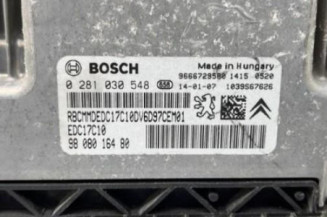 BOSCH
Made in Hungary
9666729580 1415 0520
0 281 030 548
14-01-07 1039S67626
RBCMMDEDC17C10DV6D97CEM01
EDC17C10
98 080 164 80